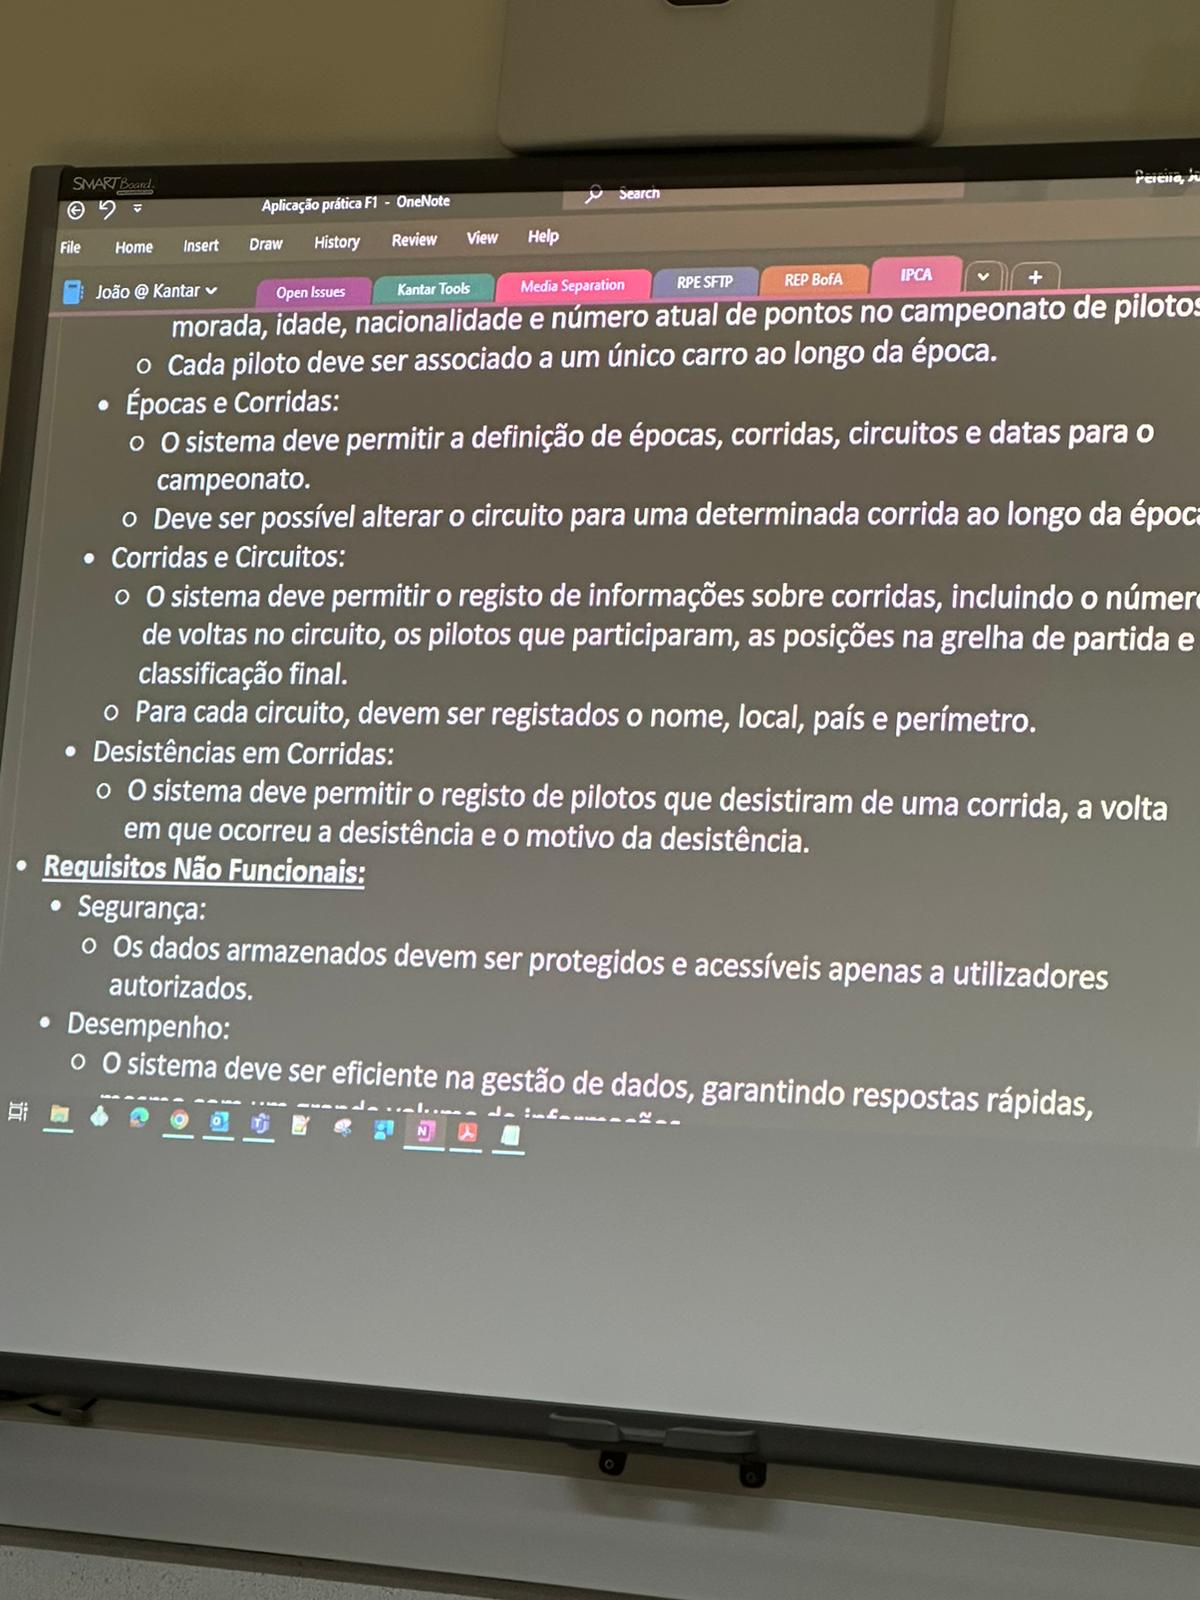 SMART Board
Aplicação prática F1 - OneNote
Search
Pereira,
File Home Insert Draw History Review View Help
João @ Kantar
Open Issues
Kantar Tools
Media Separation
RPE SFTP
REP BofA
IPCA
+
morada, idade, nacionalidade e número atual de pontos no campeonato de pilotos
o Cada piloto deve ser associado a um único carro ao longo da época.
• Épocas e Corridas:
o O sistema deve permitir a definição de épocas, corridas, circuitos e datas para o
campeonato.
o Deve ser possível alterar o circuito para uma determinada corrida ao longo da époc
• Corridas e Circuitos:
o O sistema deve permitir o registo de informações sobre corridas, incluindo o númer
de voltas no circuito, os pilotos que participaram, as posições na grelha de partida e
classificação final.
o Para cada circuito, devem ser registados o nome, local, país e perímetro.
• Desistências em Corridas:
o O sistema deve permitir o registo de pilotos que desistiram de uma corrida, a volta
em que ocorreu a desistência e o motivo da desistência.
• Requisitos Não Funcionais:
• Segurança:
o Os dados armazenados devem ser protegidos e acessíveis apenas a utilizadores
autorizados.
• Desempenho:
o O sistema deve ser eficiente na gestão de dados, garantindo respostas rápidas,